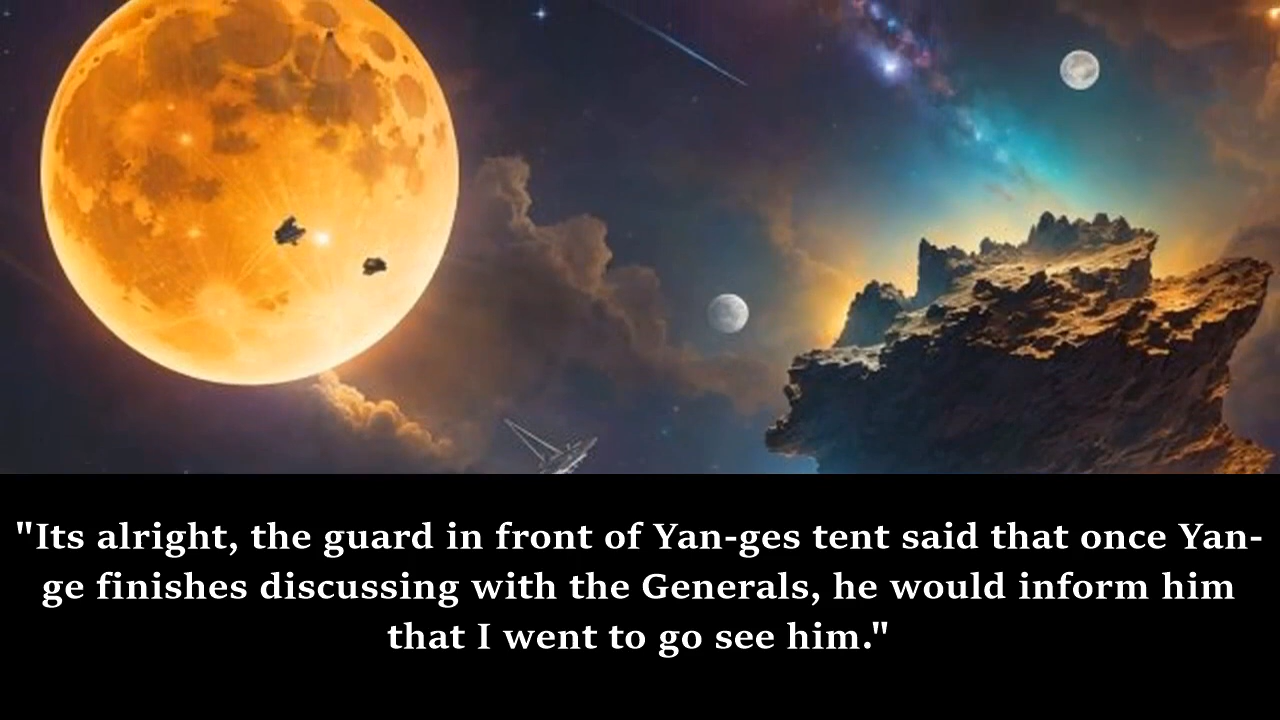 "Its alright, the guard in front of Yan-ges tent said that once Yan-
ge finishes discussing with the Generals, he would inform him
that I went to go see him."